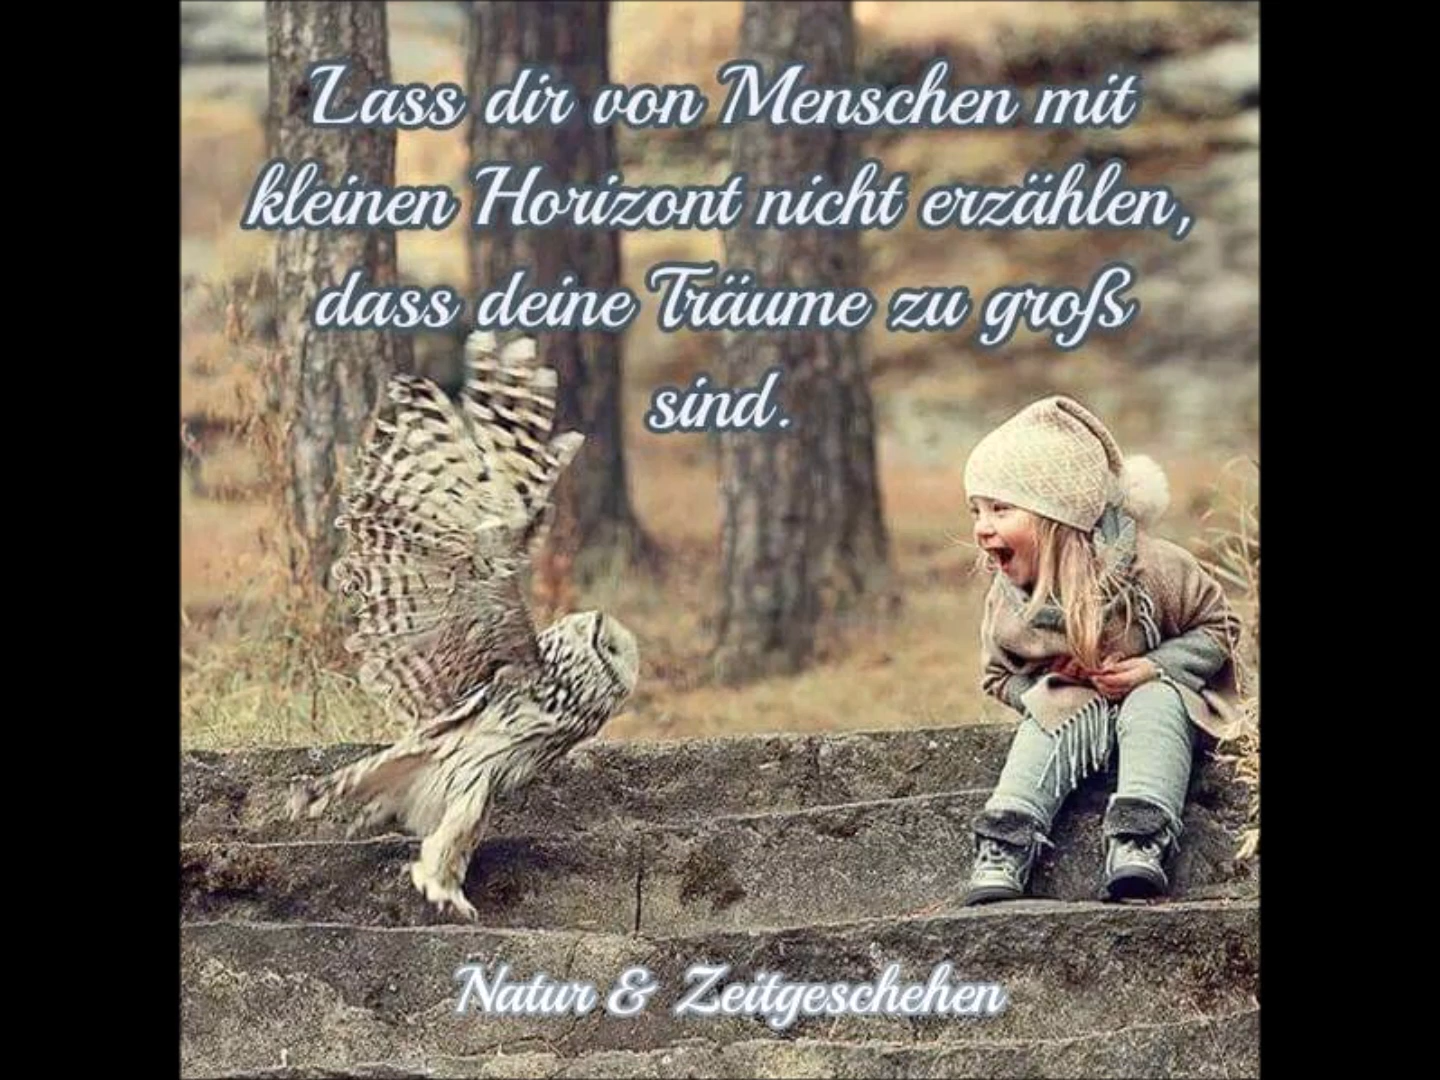 Lass dir von Menschen mit
kleinen Horizont nicht erzählen,
dass deine Träume zu groß
sind.
Natur & Zeitgeschehen